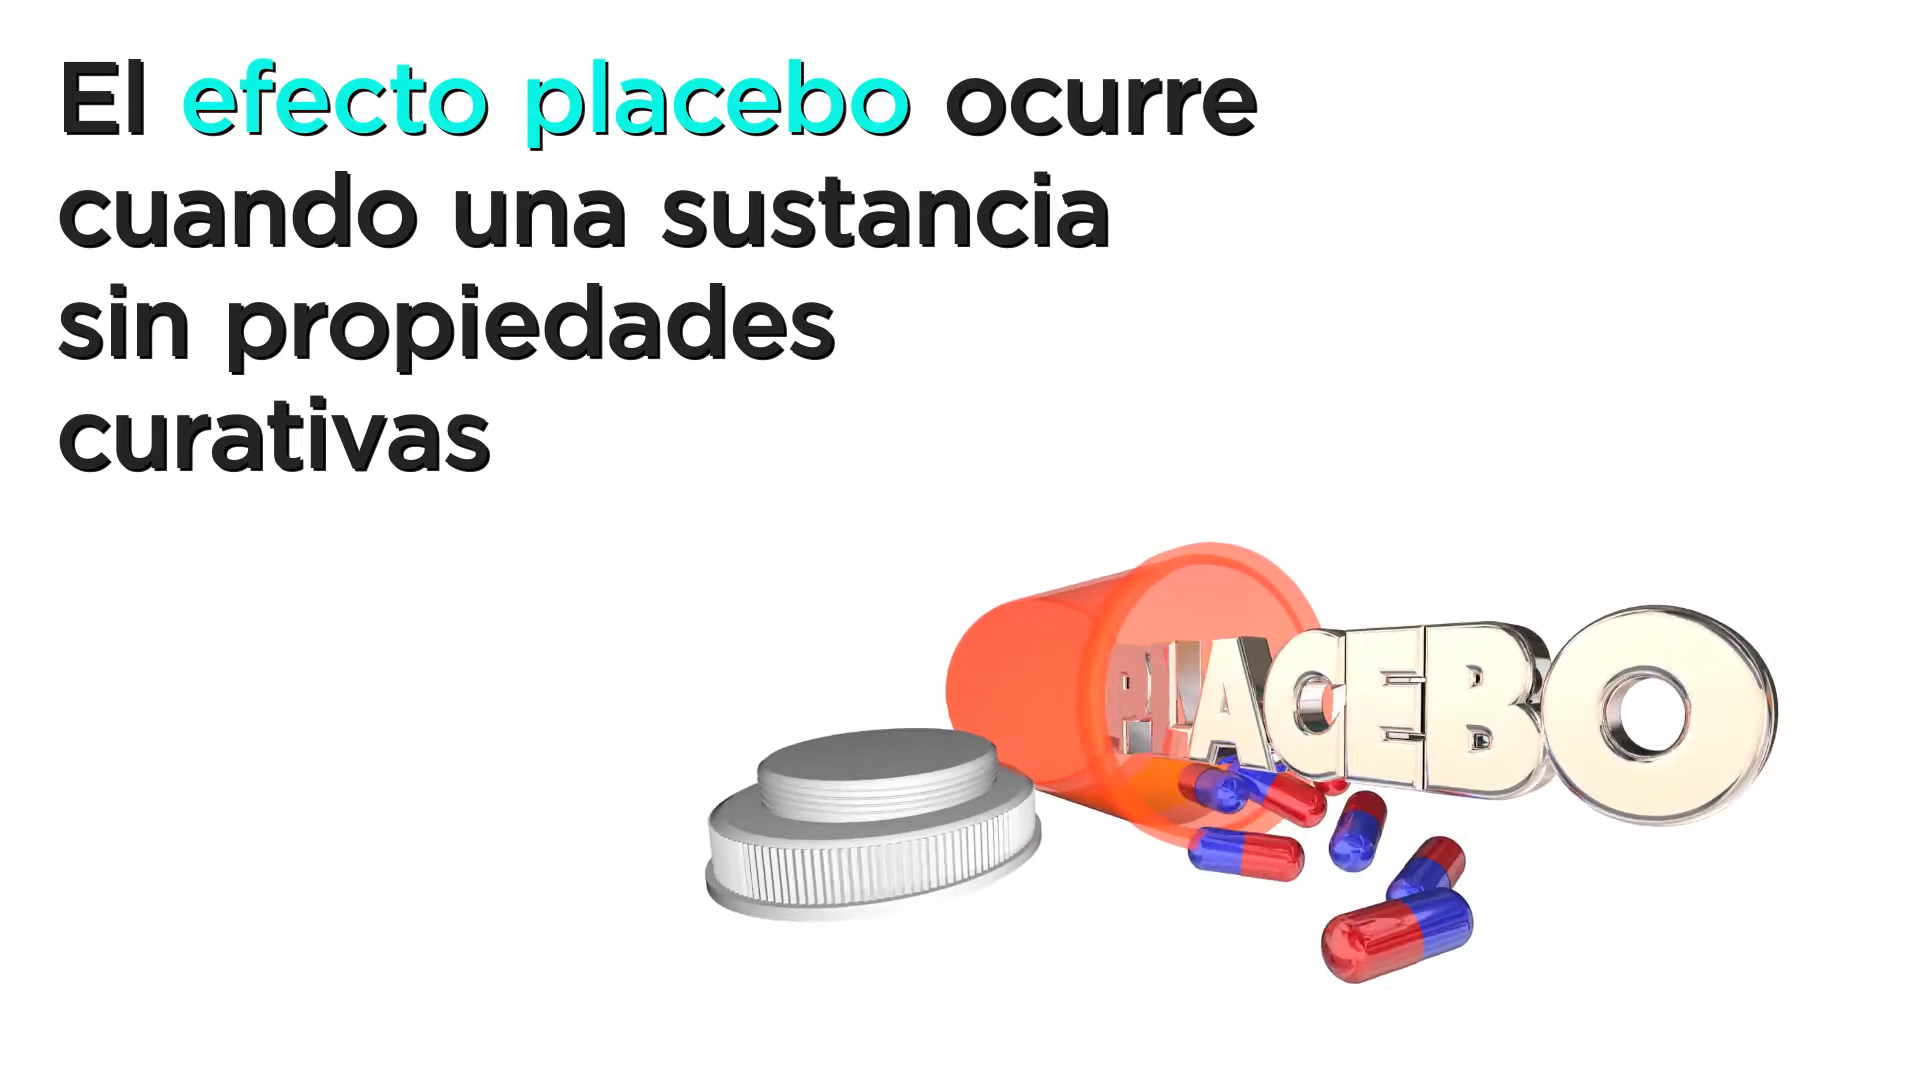 El efecto placebo ocurre
cuando una sustancia
sin propiedades
curativas
PLACEBO